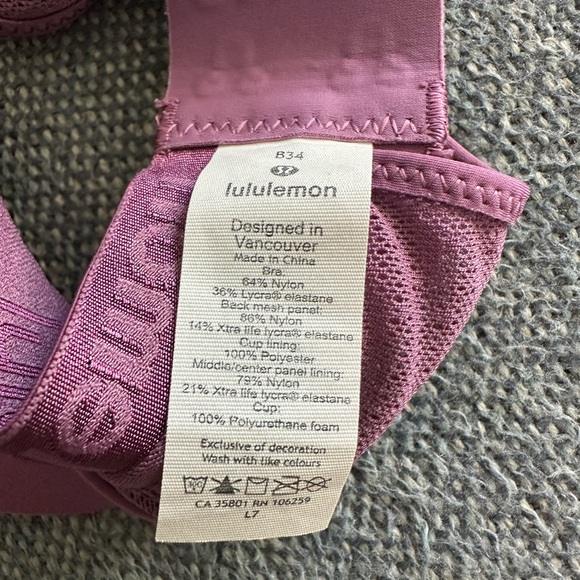 B34
lululemon
Designed in
Vancouver
Made in China
Bra:
64% Nylon
36% Lycra® elastane
Back mesh panel:
86% Nylon
14% Xtra life lycra® elastane
Cup lining:
100% Polyester
Middle/center panel lining:
79% Nylon
21% Xtra life lycra® elastane
Cup:
100% Polyurethane foam
Exclusive of decoration
Wash with like colours
CA 35801 RN 106259
L7